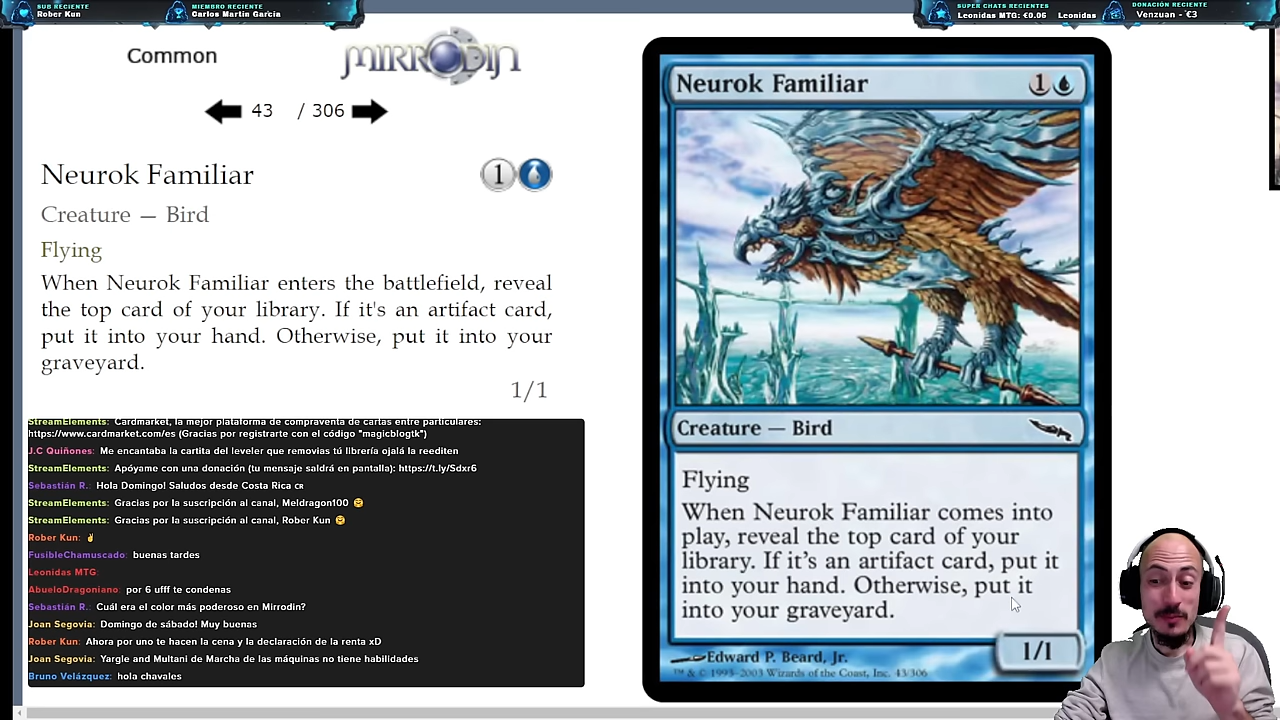 SUB RECIENTE
Rober Kun
MIEMBRO RECIENTE
Carlos Martin Garcia
SUPER CHATS RECIENTES
Leonidas MTG: €0.06 Leonidas
DONACIÓN RECIENTE
Venzuan - €3
Common
MIRRODIN
43 / 306
Neurok Familiar
1
Creature — Bird
Flying
When Neurok Familiar enters the battlefield, reveal
the top card of your library. If it's an artifact card,
put it into your hand. Otherwise, put it into your
graveyard.
1/1
StreamElements: Cardmarket, la mejor plataforma de compraventa de cartas entre particulares:
https://www.cardmarket.com/es (Gracias por registrarte con el código "magicblogtk")
J.C Quiñones: Me encantaba la cartita del leveler que removias tú librería ojalá la reediten
StreamElements: Apóyame con una donación (tu mensaje saldrá en pantalla): https://t.ly/Sdxr6
Sebastián R.: Hola Domingo! Saludos desde Costa Rica CR
StreamElements: Gracias por la suscripción al canal, Meldragon100 🤗
StreamElements: Gracias por la suscripción al canal, Rober Kun 🤗
Rober Kun: ✌
FusibleChamuscado: buenas tardes
Leonidas MTG:
AbueloDragoniano: por 6 ufff te condenas
Sebastián R.: Cuál era el color más poderoso en Mirrodin?
Joan Segovia: Domingo de sábado! Muy buenas
Rober Kun: Ahora por uno te hacen la cena y la declaración de la renta xD
Joan Segovia: Yargle and Multani de Marcha de las máquinas no tiene habilidades
Bruno Velázquez: hola chavales
Neurok Familiar
1
Creature — Bird
Flying
When Neurok Familiar comes into
play, reveal the top card of your
library. If it's an artifact card, put it
into your hand. Otherwise, put it
into your graveyard.
1/1
Edward P. Beard, Jr.
™ & © 1993–2003 Wizards of the Coast, Inc. 43/306